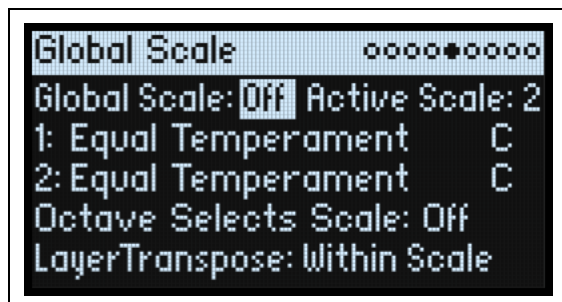 Global Scale
Global Scale: Off Active Scale: 2
1: Equal Temperament C
2: Equal Temperament C
Octave Selects Scale: Off
LayerTranspose: Within Scale